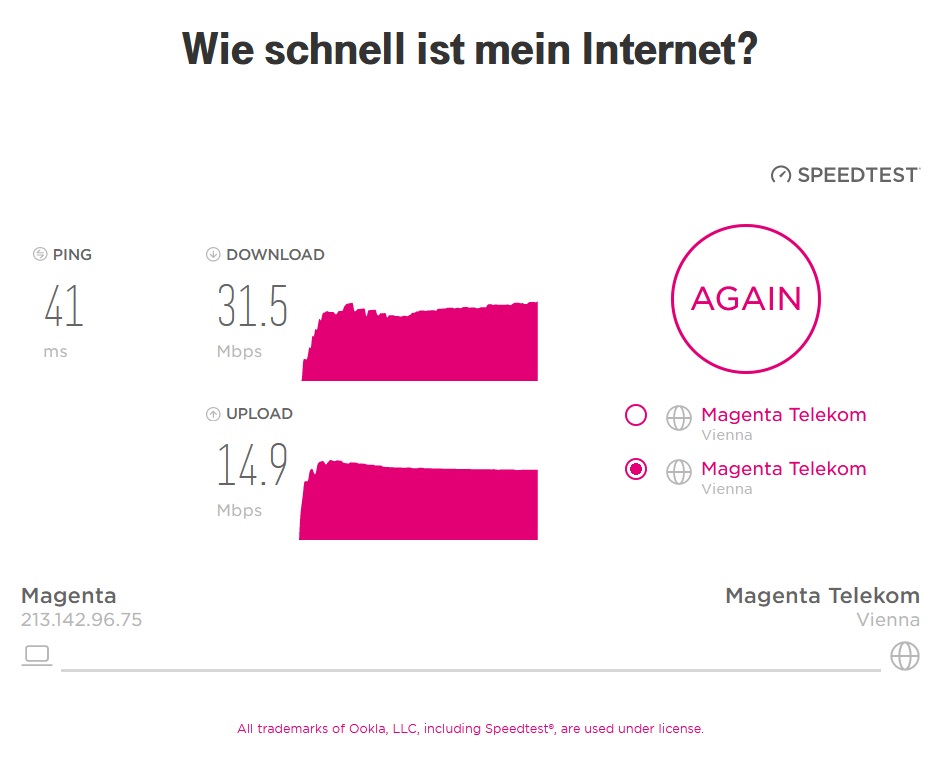 Wie schnell ist mein Internet?
SPEEDTEST
PING
41
ms
DOWNLOAD
31.5
Mbps
UPLOAD
14.9
Mbps
AGAIN
Magenta Telekom
Vienna
Magenta Telekom
Vienna
Magenta
213.142.96.75
Magenta Telekom
Vienna
All trademarks of Ookla, LLC, including Speedtest®, are used under license.